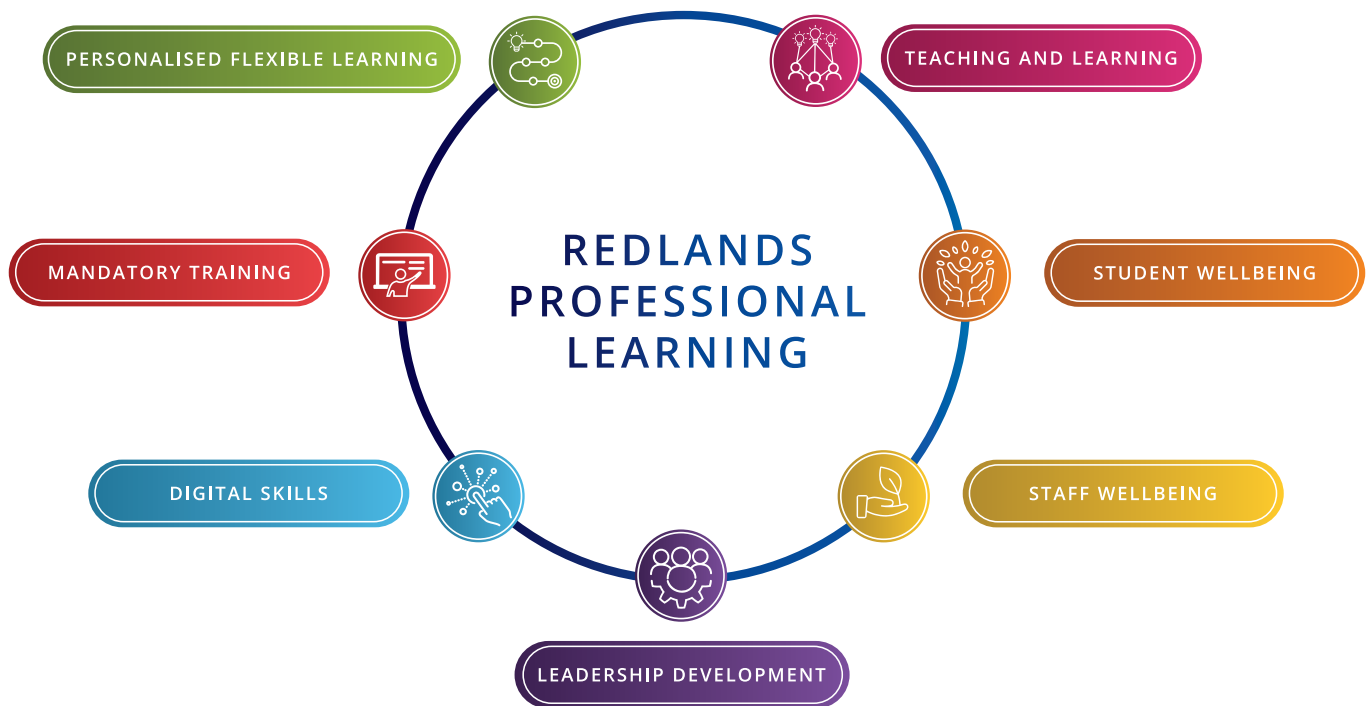 PERSONALISED FLEXIBLE LEARNING
TEACHING AND LEARNING
REDLANDS
PROFESSIONAL
LEARNING
MANDATORY TRAINING
STUDENT WELLBEING
DIGITAL SKILLS
STAFF WELLBEING
LEADERSHIP DEVELOPMENT